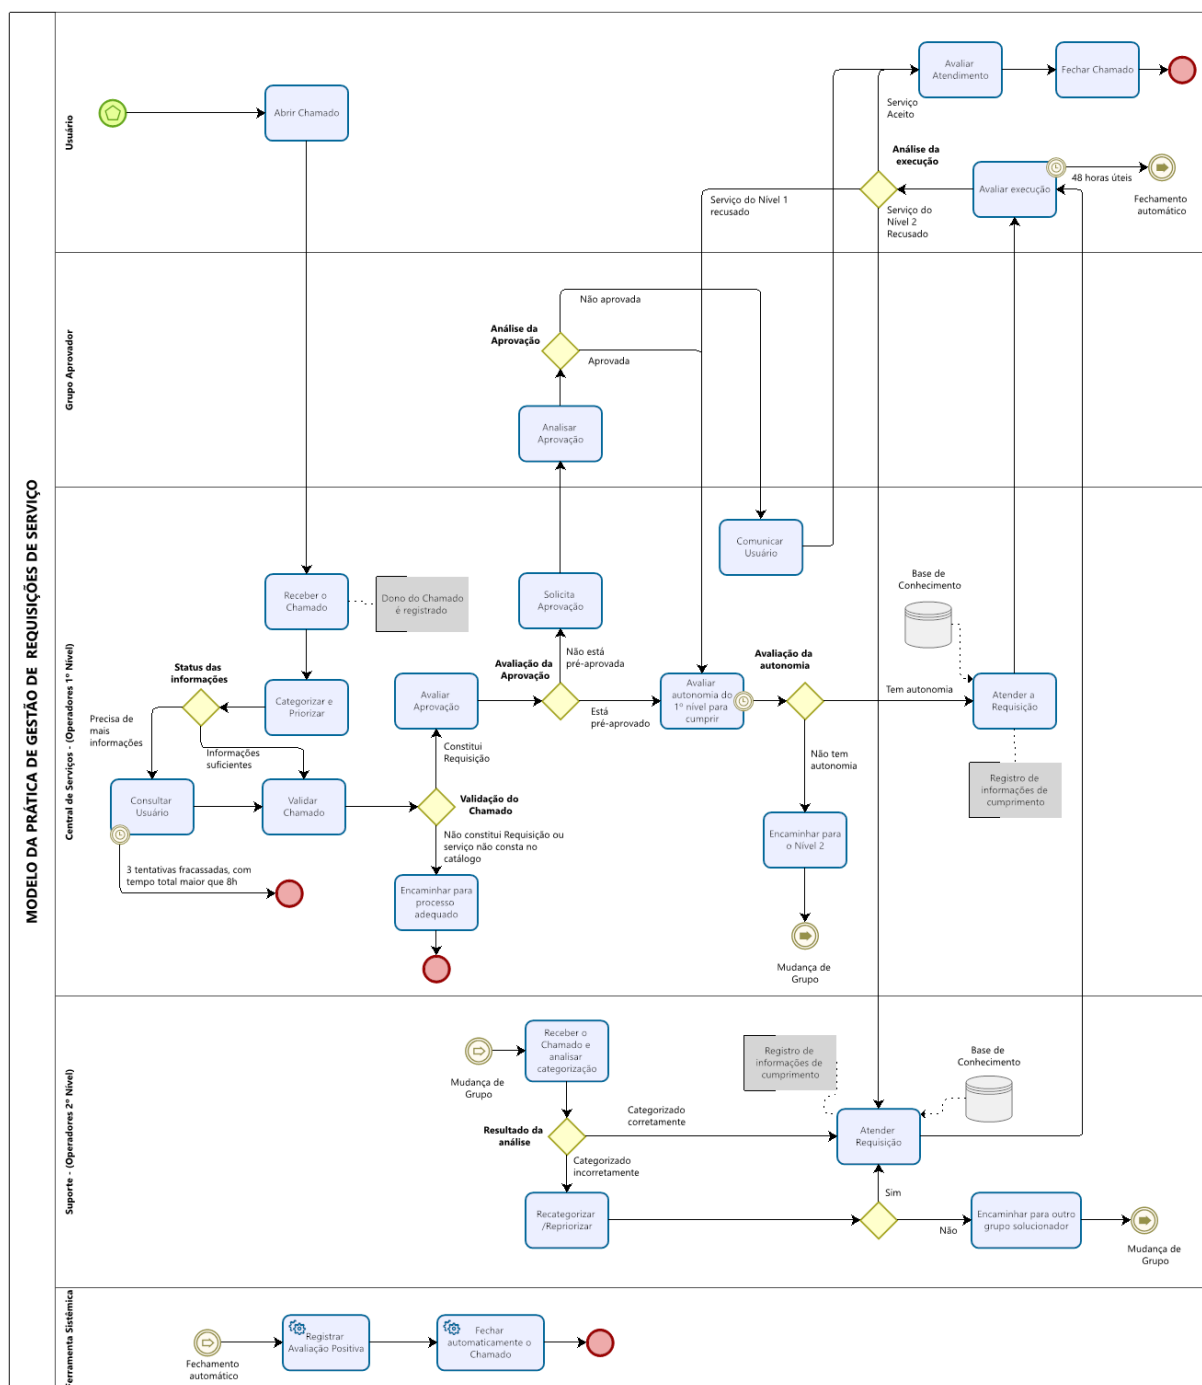 MODELO DA PRÁTICA DE GESTÃO DE REQUISIÇÕES DE SERVIÇO
Usuário
Abrir Chamado
Avaliar
Atendimento
Fechar Chamado
Serviço
Aceito
Análise da
execução
Avaliar execução
48 horas úteis
Fechamento
automático
Serviço do Nível 1
recusado
Serviço do
Nível 2
Recusado
Grupo Aprovador
Não aprovada
Análise da
Aprovação
Aprovada
Analisar
Aprovação
Central de Serviços - (Operadores 1º Nível)
Comunicar
Usuário
Receber o
Chamado
Dono do Chamado
é registrado
Solicita
Aprovação
Base de
Conhecimento
Status das
informações
Categorizar e
Priorizar
Avaliar
Aprovação
Avaliação da
Aprovação
Não está
pré-aprovada
Está
pré-aprovado
Avaliar
autonomia do
1º nível para
cumprir
Avaliação da
autonomia
Tem autonomia
Atender a
Requisição
Precisa de
mais
informações
Informações
suficientes
Constitui
Requisição
Não tem
autonomia
Registro de
informações de
cumprimento
Consultar
Usuário
Validar
Chamado
Validação do
Chamado
Não constitui Requisição ou
serviço não consta no
catálogo
Encaminhar para
o Nível 2
3 tentativas fracassadas, com
tempo total maior que 8h
Encaminhar para
processo
adequado
Mudança de
Grupo
Suporte - (Operadores 2º Nível)
Mudança de
Grupo
Receber o
Chamado e
analisar
categorização
Registro de
informações de
cumprimento
Base de
Conhecimento
Resultado da
análise
Categorizado
corretamente
Atender
Requisição
Categorizado
incorretamente
Recategorizar
/Repriorizar
Sim
Não
Encaminhar para outro
grupo solucionador
Mudança de
Grupo
Ferramenta Sistêmica
Fechamento
automático
Registrar
Avaliação Positiva
Fechar
automaticamente o
Chamado